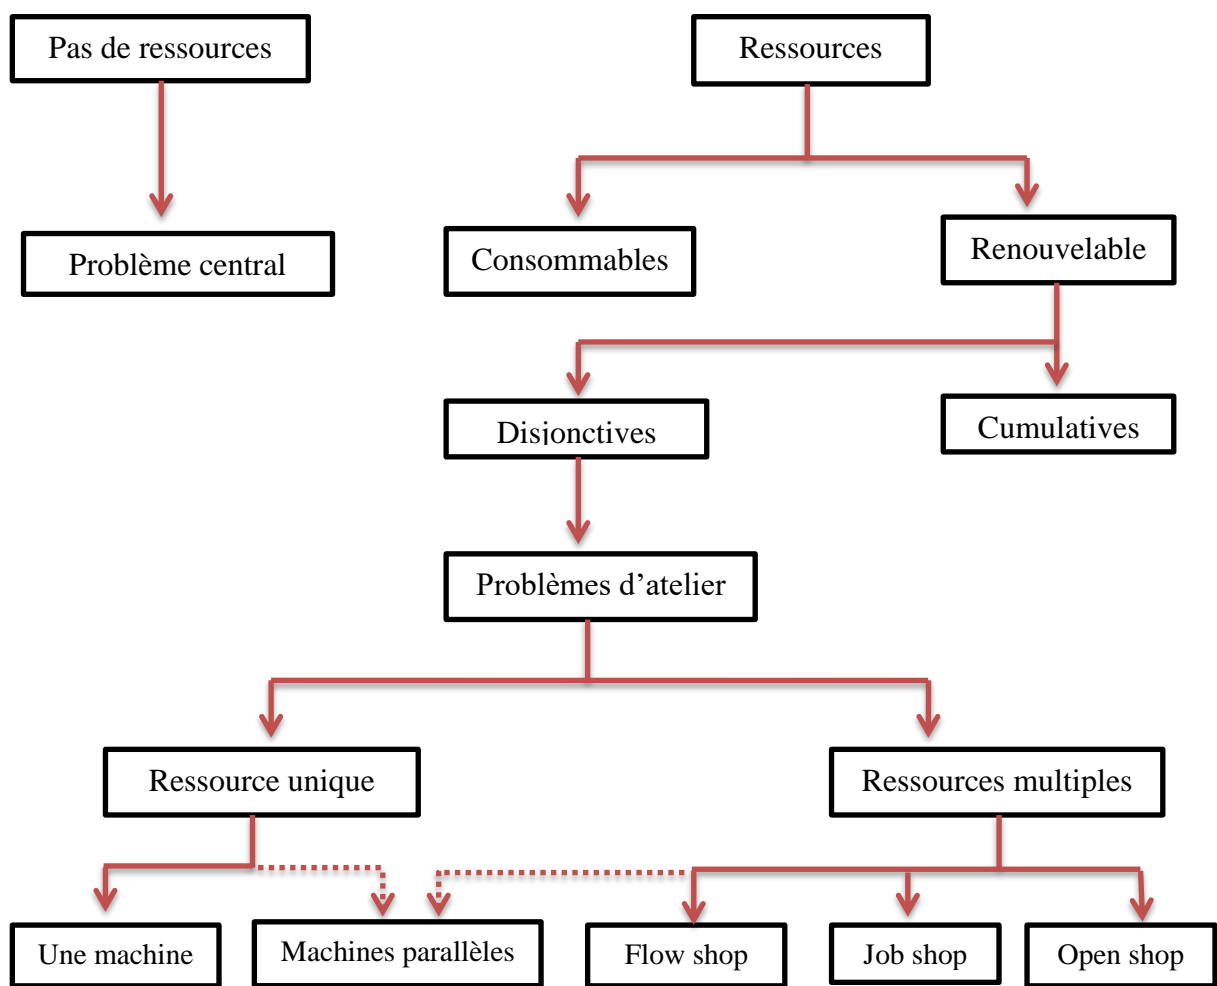 Pas de ressources
Ressources
Problème central
Consommables
Renouvelable
Disjonctives
Cumulatives
Problèmes d’atelier
Ressource unique
Ressources multiples
Une machine
Machines parallèles
Flow shop
Job shop
Open shop